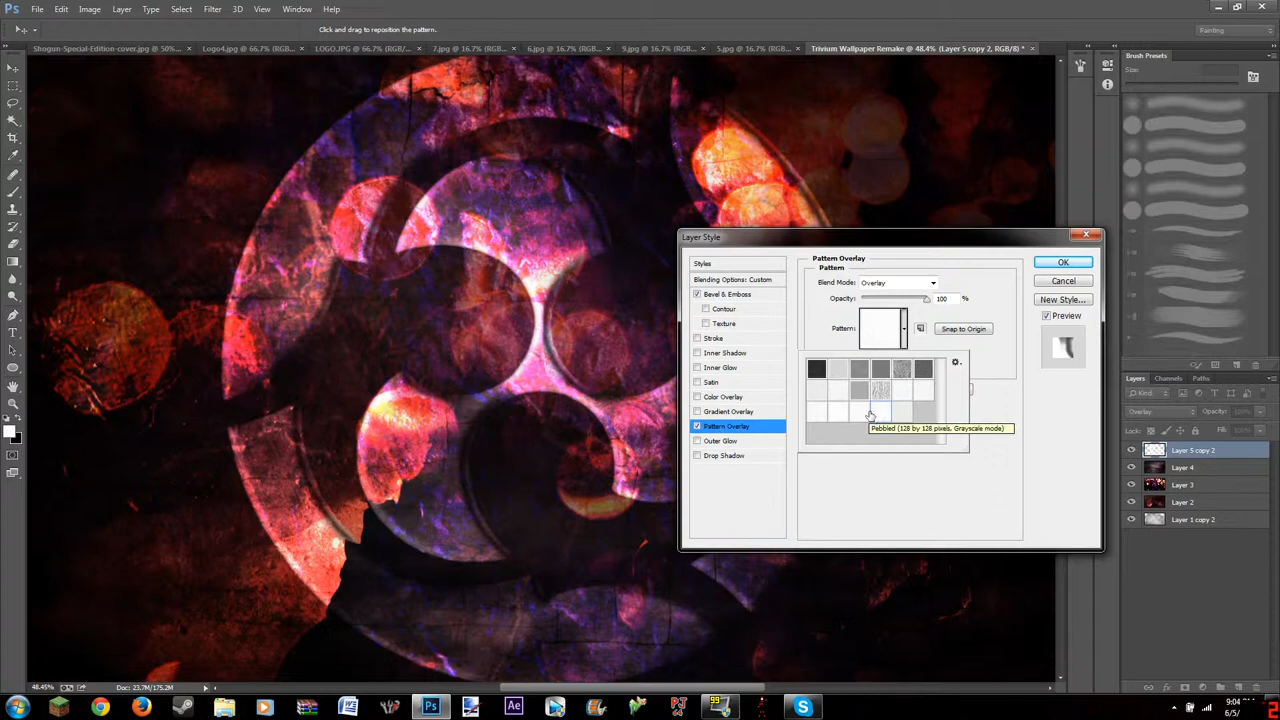 Ps File Edit Image Layer Type Select Filter 3D View Window Help
Click and drag to reposition the pattern.
Painting
Shogun-Special-Edition-cover.jpg @ 50% (RGB... × Logo4.jpg @ 66.7% (RGB/... × LOGO.JPG @ 66.7% (RGB/... × 7.jpg @ 16.7% (RGB... × 6.jpg @ 16.7% (RGB... × 9.jpg @ 16.7% (RGB... × 5.jpg @ 16.7% (RGB... × Trivium Wallpaper Remake @ 48.4% (Layer 5 copy 2, RGB/8) * ×
Brush Presets
Size:
Layer Style
Styles
Blending Options: Custom
Bevel & Emboss
Contour
Texture
Stroke
Inner Shadow
Inner Glow
Satin
Color Overlay
Gradient Overlay
Pattern Overlay
Outer Glow
Drop Shadow
Pattern Overlay
Pattern
Blend Mode: Overlay
Opacity: 100 %
Pattern: Snap to Origin
Pebbled (128 by 128 pixels, Grayscale mode)
OK
Cancel
New Style...
Preview
Layers Channels Paths
Overlay Opacity: 100%
Lock: Fill:
Layer 5 copy 2
Layer 4
Layer 3
Layer 2
Layer 1 copy 2
48.45% Doc: 23.7M/175.2M
Ps Ae 99
9:04
6/5/